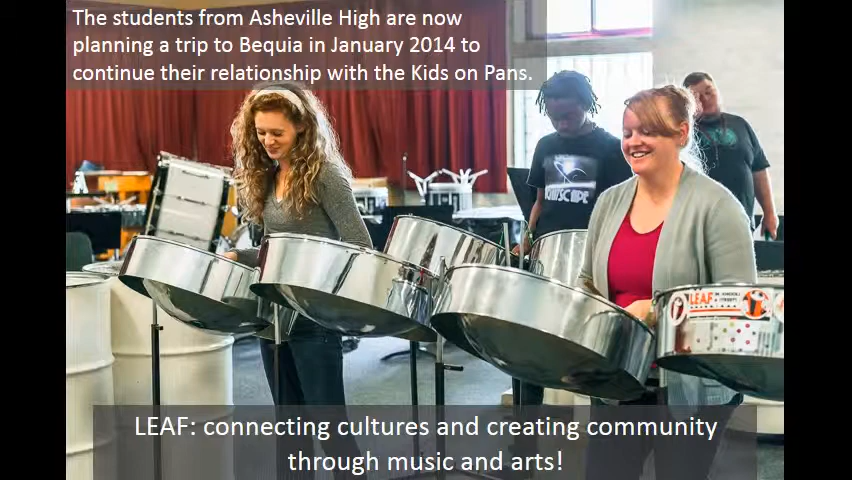 The students from Asheville High are now
planning a trip to Bequia in January 2014 to
continue their relationship with the Kids on Pans.
LEAF
LEAF: connecting cultures and creating community
through music and arts!